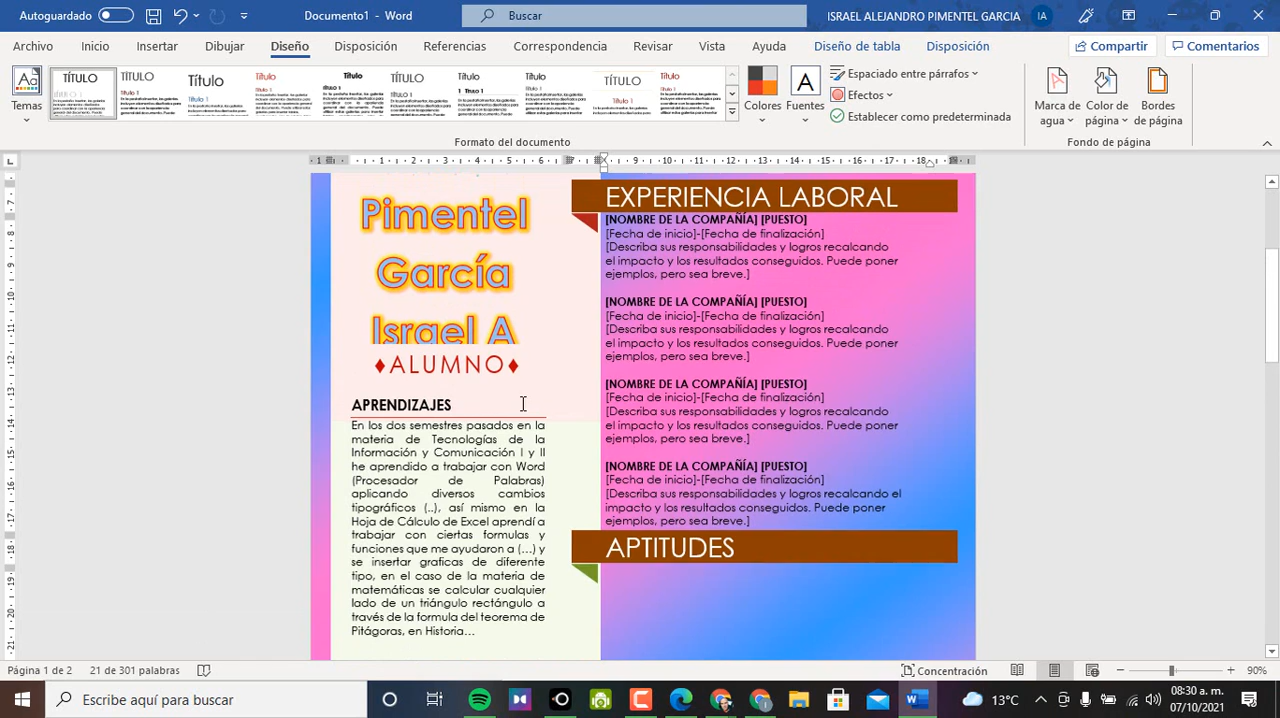 Autoguardado
Documento1 - Word
Buscar
ISRAEL ALEJANDRO PIMENTEL GARCIA
IA
Archivo
Inicio
Insertar
Dibujar
Diseño
Disposición
Referencias
Correspondencia
Revisar
Vista
Ayuda
Diseño de tabla
Disposición
Compartir
Comentarios
Temas
TÍTULO
TÍTULO
Título
Título
Título
TÍTULO
Título
Título
TÍTULO
Título
Colores
Fuentes
Espaciado entre párrafos
Efectos
Establecer como predeterminada
Marca de agua
Color de página
Bordes de página
Formato del documento
Fondo de página
Pimentel
García
Israel A
♦ALUMNO♦
APRENDIZAJES
En los dos semestres pasados en la
materia de Tecnologías de la
Información y Comunicación I y II
he aprendido a trabajar con Word
(Procesador de Palabras)
aplicando diversos cambios
tipográficos (..), así mismo en la
Hoja de Cálculo de Excel aprendí a
trabajar con ciertas formulas y
funciones que me ayudaron a (...) y
se insertar graficas de diferente
tipo, en el caso de la materia de
matemáticas se calcular cualquier
lado de un triángulo rectángulo a
través de la formula del teorema de
Pitágoras, en Historia...
EXPERIENCIA LABORAL
[NOMBRE DE LA COMPAÑÍA] [PUESTO]
[Fecha de inicio]-[Fecha de finalización]
[Describa sus responsabilidades y logros recalcando
el impacto y los resultados conseguidos. Puede poner
ejemplos, pero sea breve.]
[NOMBRE DE LA COMPAÑÍA] [PUESTO]
[Fecha de inicio]-[Fecha de finalización]
[Describa sus responsabilidades y logros recalcando
el impacto y los resultados conseguidos. Puede poner
ejemplos, pero sea breve.]
[NOMBRE DE LA COMPAÑÍA] [PUESTO]
[Fecha de inicio]-[Fecha de finalización]
[Describa sus responsabilidades y logros recalcando
el impacto y los resultados conseguidos. Puede poner
ejemplos, pero sea breve.]
[NOMBRE DE LA COMPAÑÍA] [PUESTO]
[Fecha de inicio]-[Fecha de finalización]
[Describa sus responsabilidades y logros recalcando el
impacto y los resultados conseguidos. Puede poner
ejemplos, pero sea breve.]
APTITUDES
Página 1 de 2
21 de 301 palabras
Concentración
90%
Escribe aquí para buscar
13°C
08:30 a. m.
07/10/2021